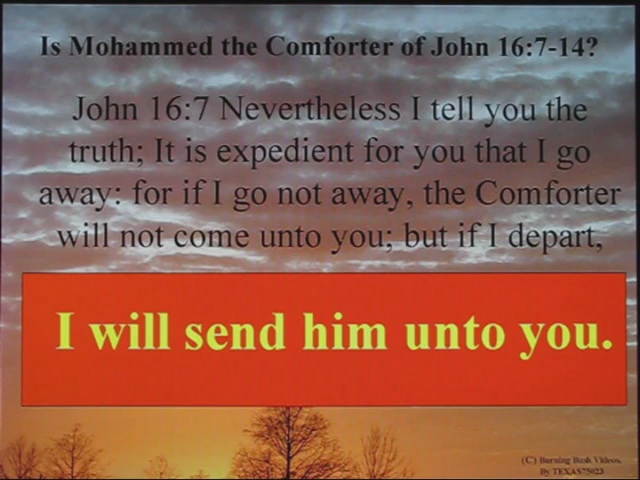 Is Mohammed the Comforter of John 16:7-14?
John 16:7 Nevertheless I tell you the
truth; It is expedient for you that I go
away: for if I go not away, the Comforter
will not come unto you; but if I depart,
I will send him unto you.
(C) Burning Bush Videos.
By TEXAS75023